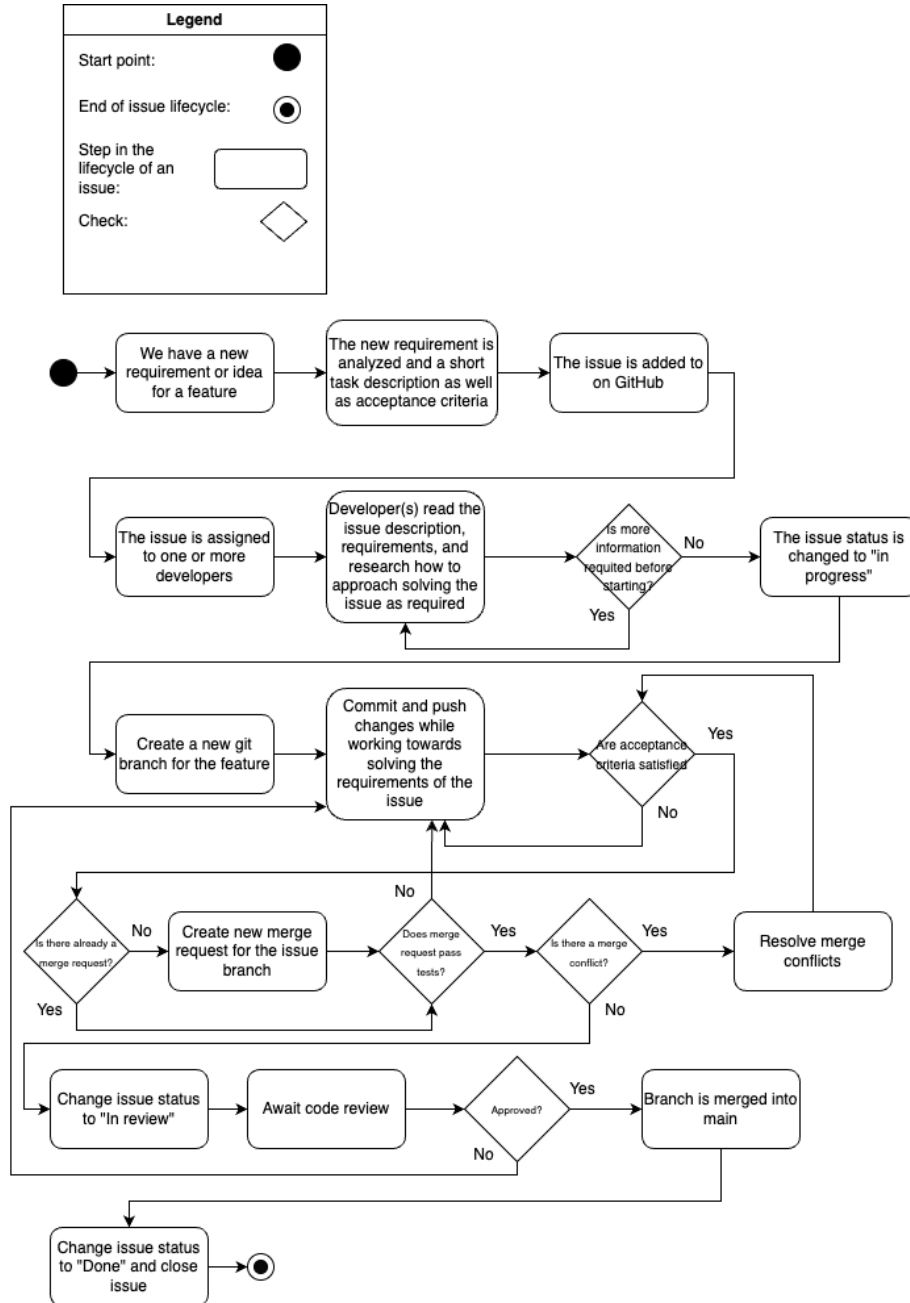 Legend
Start point:
End of issue lifecycle:
Step in the
lifecycle of an
issue:
Check:
We have a new
requirement or idea
for a feature
The new requirement is
analyzed and a short
task description as well
as acceptance criteria
The issue is added to
on GitHub
The issue is assigned
to one or more
developers
Developer(s) read the
issue description,
requirements, and
research how to
approach solving the
issue as required
Is more
information
requited before
starting?
No
Yes
The issue status is
changed to "in
progress"
Create a new git
branch for the feature
Commit and push
changes while
working towards
solving the
requirements of the
issue
Are acceptance
criteria satisfied
Yes
No
Is there already a
merge request?
No
Yes
Create new merge
request for the issue
branch
No
Does merge
request pass
tests?
Yes
Is there a merge
conflict?
Yes
No
Resolve merge
conflicts
Change issue status
to "In review"
Await code review
Approved?
Yes
No
Branch is merged into
main
Change issue status
to "Done" and close
issue